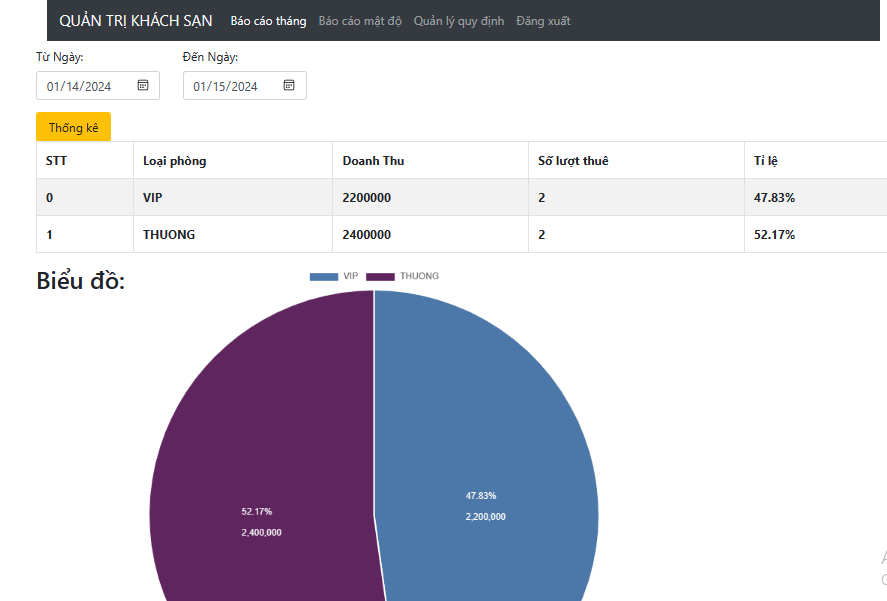 QUẢN TRỊ KHÁCH SẠN Báo cáo tháng Báo cáo mật độ Quản lý quy định Đăng xuất
Từ Ngày: Đến Ngày:
01/14/2024 01/15/2024
Thống kê
STT Loại phòng Doanh Thu Số lượt thuê Tỉ lệ
0 VIP 2200000 2 47.83%
1 THUONG 2400000 2 52.17%
Biểu đồ:
VIP THUONG
47.83%
2,200,000
52.17%
2,400,000